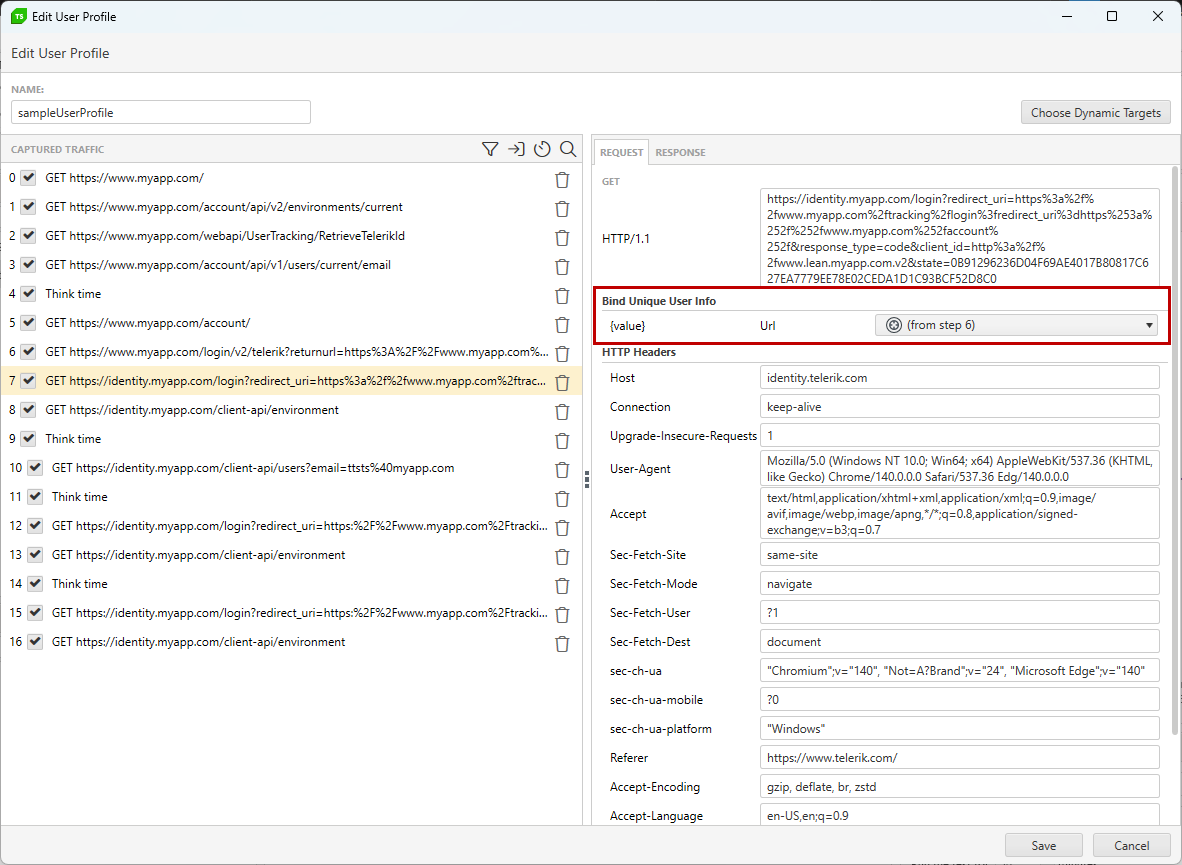 TS Edit User Profile
Edit User Profile
NAME:
sampleUserProfile
Choose Dynamic Targets
CAPTURED TRAFFIC
0 GET https://www.myapp.com/
1 GET https://www.myapp.com/account/api/v2/environments/current
2 GET https://www.myapp.com/webapi/UserTracking/RetrieveTelerikId
3 GET https://www.myapp.com/account/api/v1/users/current/email
4 Think time
5 GET https://www.myapp.com/account/
6 GET https://www.myapp.com/login/v2/telerik?returnurl=https%3A%2F%2Fwww.myapp.com%...
7 GET https://identity.myapp.com/login?redirect_uri=https%3a%2f%2fwww.myapp.com%2ftrac...
8 GET https://identity.myapp.com/client-api/environment
9 Think time
10 GET https://identity.myapp.com/client-api/users?email=ttsts%40myapp.com
11 Think time
12 GET https://identity.myapp.com/login?redirect_uri=https:%2F%2Fwww.myapp.com%2Ftracki...
13 GET https://identity.myapp.com/client-api/environment
14 Think time
15 GET https://identity.myapp.com/login?redirect_uri=https:%2F%2Fwww.myapp.com%2Ftracki...
16 GET https://identity.myapp.com/client-api/environment
REQUEST RESPONSE
GET
HTTP/1.1
https://identity.myapp.com/login?redirect_uri=https%3a%2f%
2fwww.myapp.com%2ftracking%2flogin%3fredirect_uri%3dhttps%253a%
252f%252fwww.myapp.com%252faccount%
252f&response_type=code&client_id=http%3a%2f%
2fwww.lean.myapp.com.v2&state=0B91296236D04F69AE4017B80817C6
27EA7779EE78E02CEDA1D1C93BCF52D8C0
Bind Unique User Info
{value} Url (from step 6)
HTTP Headers
Host identity.telerik.com
Connection keep-alive
Upgrade-Insecure-Requests 1
User-Agent
Mozilla/5.0 (Windows NT 10.0; Win64; x64) AppleWebKit/537.36 (KHTML,
like Gecko) Chrome/140.0.0.0 Safari/537.36 Edg/140.0.0.0
Accept
text/html,application/xhtml+xml,application/xml;q=0.9,image/
avif,image/webp,image/apng,*/*;q=0.8,application/signed-
exchange;v=b3;q=0.7
Sec-Fetch-Site same-site
Sec-Fetch-Mode navigate
Sec-Fetch-User ?1
Sec-Fetch-Dest document
sec-ch-ua "Chromium";v="140", "Not=A?Brand";v="24", "Microsoft Edge";v="140"
sec-ch-ua-mobile ?0
sec-ch-ua-platform "Windows"
Referer https://www.telerik.com/
Accept-Encoding gzip, deflate, br, zstd
Accept-Language en-US,en;q=0.9
Save Cancel